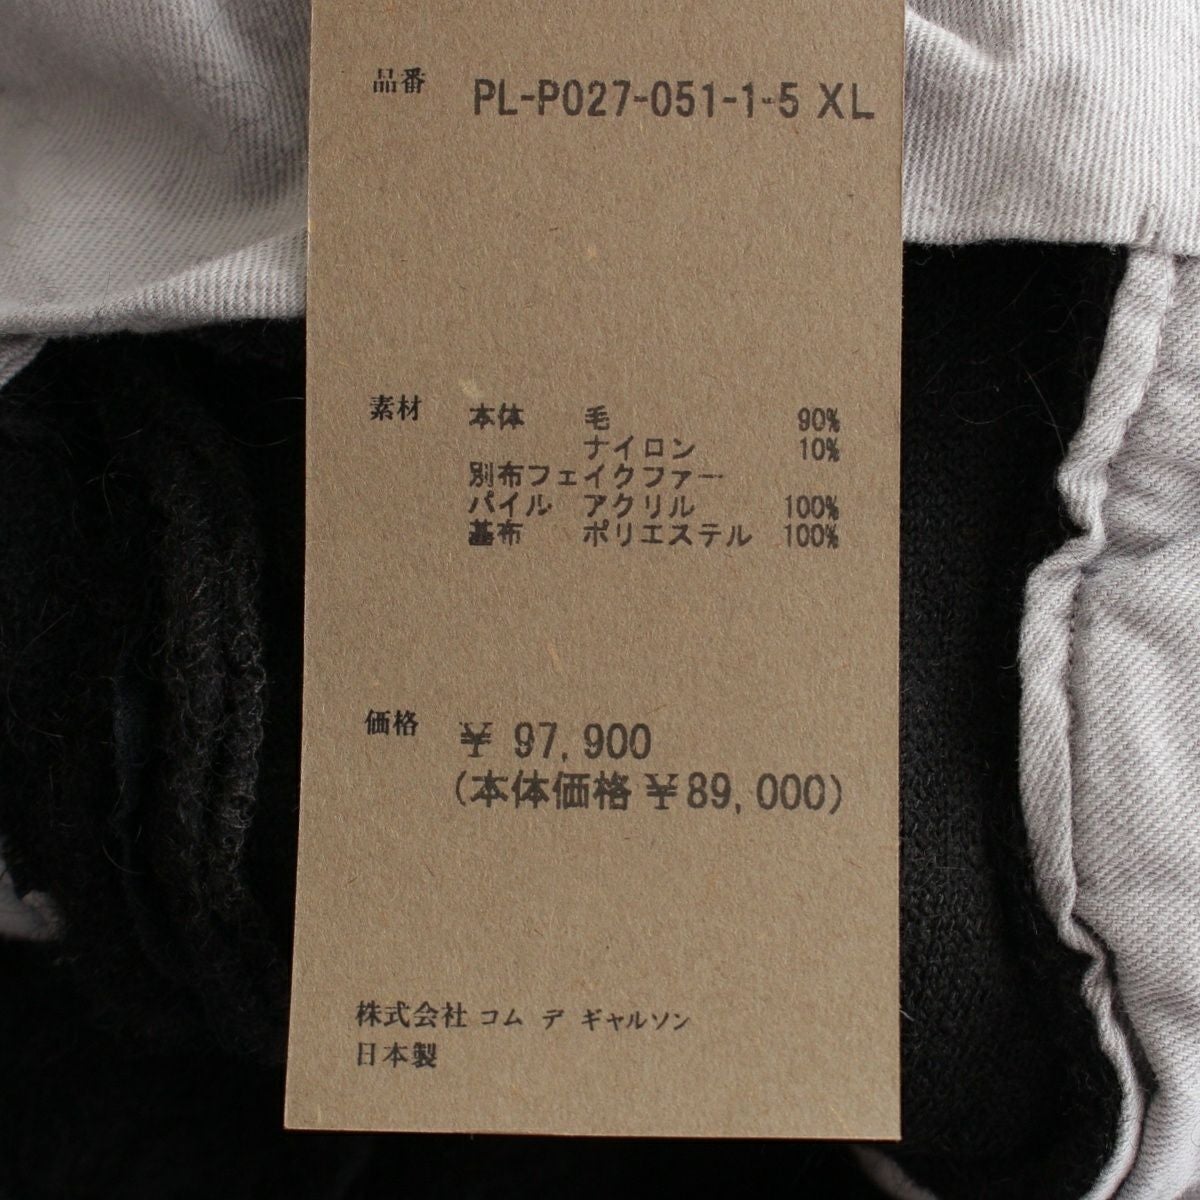 品番 PL-P027-051-1-5 XL
素材 本体 毛 90%
ナイロン 10%
別布フェイクファー
パイル アクリル 100%
基布 ポリエステル 100%
価格 ¥ 97,900
(本体価格¥89,000)
株式会社 コム デ ギャルソン
日本製